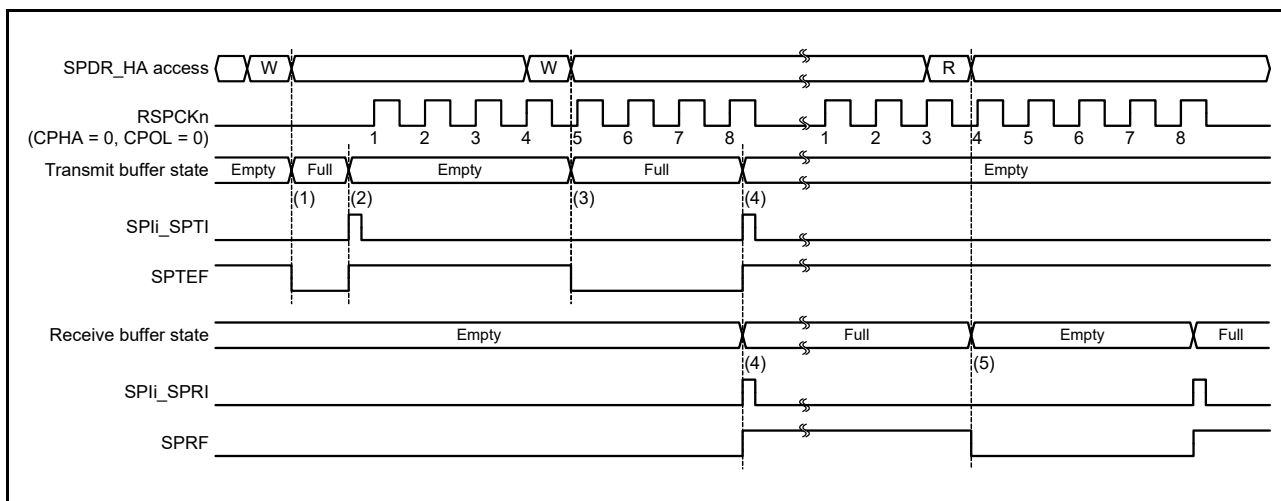 SPDR_HA access W W R
RSPCKn
(CPHA = 0, CPOL = 0) 1 2 3 4 5 6 7 8 1 2 3 4 5 6 7 8
Transmit buffer state Empty Full Empty Full Empty
(1) (2) (3) (4)
SPIi_SPTI
SPTEF
Receive buffer state Empty Full Empty Full
(4) (5)
SPIi_SPRI
SPRF